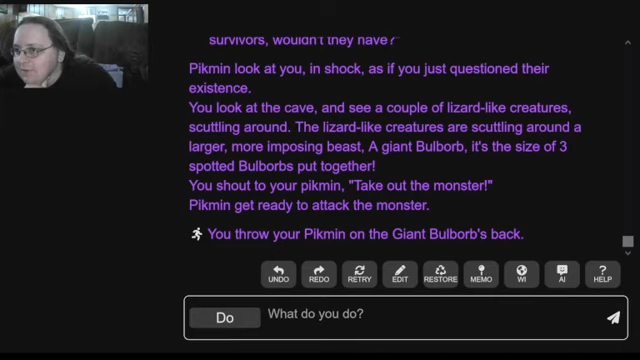 survivors, wouldn't they have?"
Pikmin look at you, in shock, as if you just questioned their
existence.
You look at the cave, and see a couple of lizard-like creatures,
scuttling around. The lizard-like creatures are scuttling around a
larger, more imposing beast, A giant Bulborb, it's the size of 3
spotted Bulborbs put together!
You shout to your pikmin, "Take out the monster!"
Pikmin get ready to attack the monster.
You throw your Pikmin on the Giant Bulborb's back.
UNDO REDO RETRY EDIT RESTORE MEMO WI AI HELP
Do What do you do?